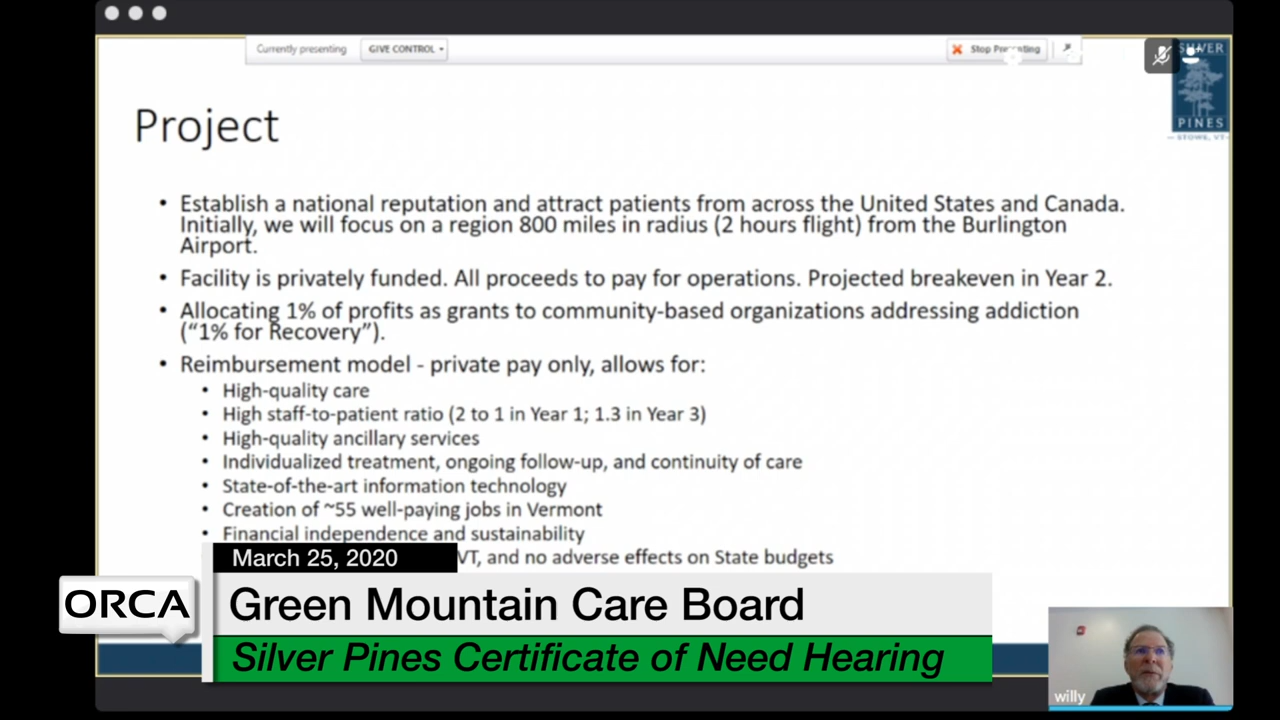 Currently presenting GIVE CONTROL Stop Presenting
SILVER
PINES
STOWE, VT
Project
• Establish a national reputation and attract patients from across the United States and Canada.
Initially, we will focus on a region 800 miles in radius (2 hours flight) from the Burlington
Airport.
• Facility is privately funded. All proceeds to pay for operations. Projected breakeven in Year 2.
• Allocating 1% of profits as grants to community-based organizations addressing addiction
(“1% for Recovery”).
• Reimbursement model - private pay only, allows for:
• High-quality care
• High staff-to-patient ratio (2 to 1 in Year 1; 1.3 in Year 3)
• High-quality ancillary services
• Individualized treatment, ongoing follow-up, and continuity of care
• State-of-the-art information technology
• Creation of ~55 well-paying jobs in Vermont
• Financial independence and sustainability
VT, and no adverse effects on State budgets
March 25, 2020
ORCA
Green Mountain Care Board
Silver Pines Certificate of Need Hearing
willy